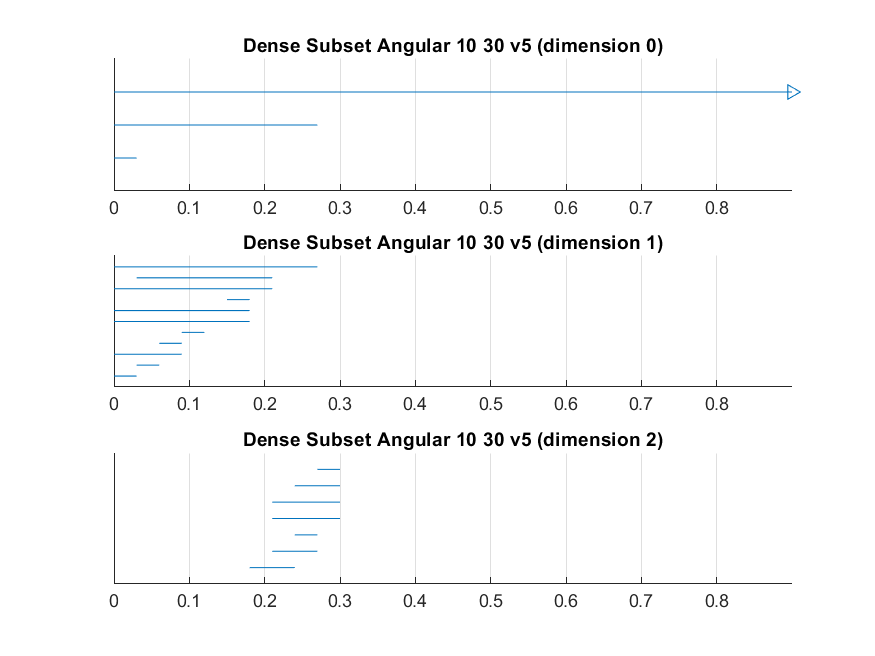 Dense Subset Angular 10 30 v5 (dimension 0)
0 0.1 0.2 0.3 0.4 0.5 0.6 0.7 0.8
Dense Subset Angular 10 30 v5 (dimension 1)
0 0.1 0.2 0.3 0.4 0.5 0.6 0.7 0.8
Dense Subset Angular 10 30 v5 (dimension 2)
0 0.1 0.2 0.3 0.4 0.5 0.6 0.7 0.8